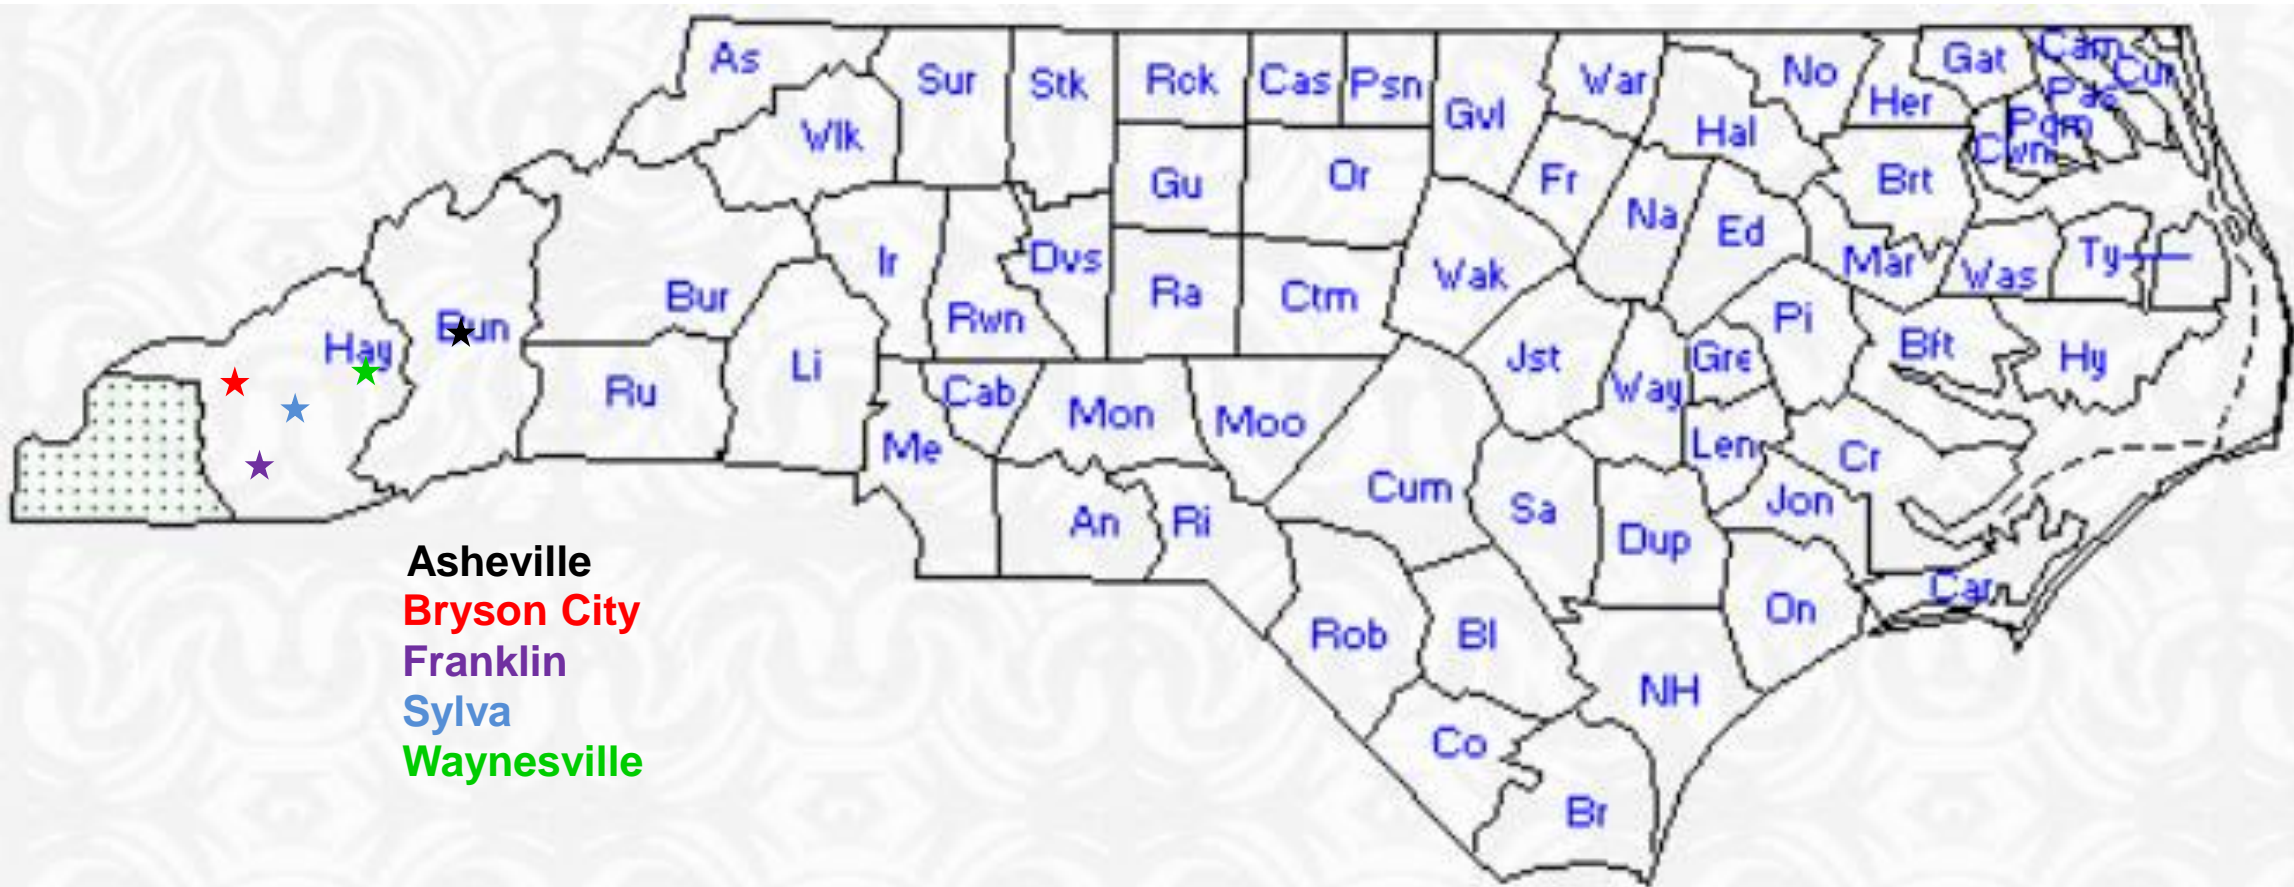 As
Sur
Stk
Rck
Cas
Psn
Gvl
War
No
Gat
Cam
Cur
Her
Pas
Wlk
Hal
Pqm
Cwn
Gu
Or
Fr
Brt
Na
Ed
Ir
Dvs
Wak
Mar
Was
Ty
Bur
Rwn
Ra
Ctm
Pi
Hay
Bun
Li
Jst
Gre
Bft
Hy
Ru
Cab
Mon
Moo
Way
Me
Len
Cr
Cum
Sa
Jon
An
Ri
Dup
Car
Rob
Bl
On
NH
Co
Br
Asheville
Bryson City
Franklin
Sylva
Waynesville